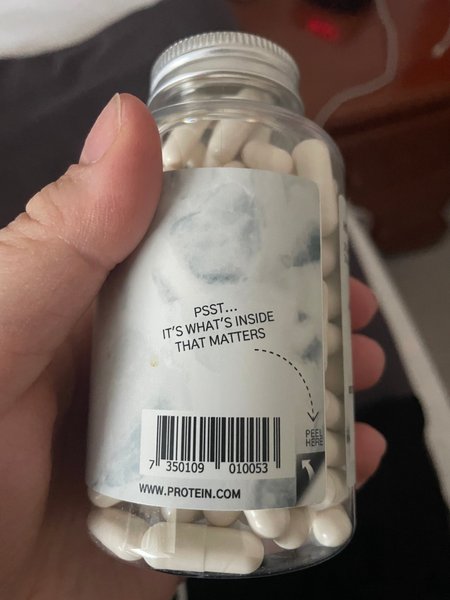 PSST...
IT'S WHAT'S INSIDE
THAT MATTERS
PEEL
HERE
7 350109 010053
WWW.PROTEIN.COM